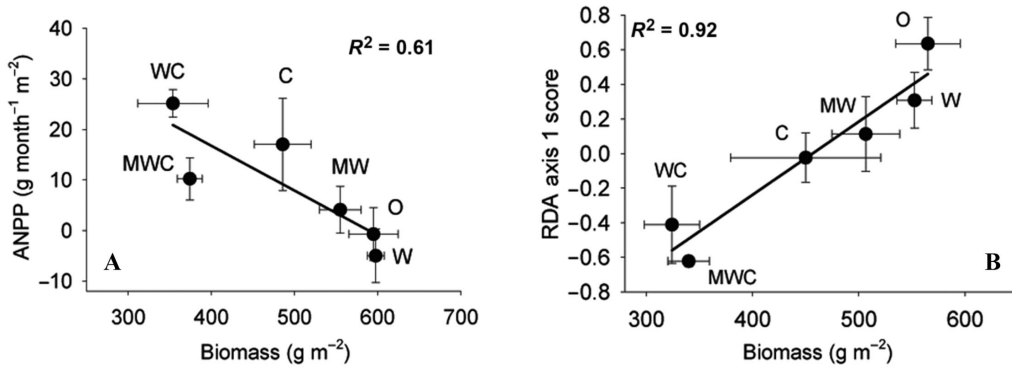 40
30
20
10
0
−10
ANPP (g month⁻¹ m⁻²)
R² = 0.61
WC
C
MWC
MW
O
W
A
300 400 500 600 700
Biomass (g m⁻²)
0.8
0.6
0.4
0.2
0.0
−0.2
−0.4
−0.6
−0.8
RDA axis 1 score
R² = 0.92
O
W
MW
C
WC
MWC
B
300 400 500 600
Biomass (g m⁻²)